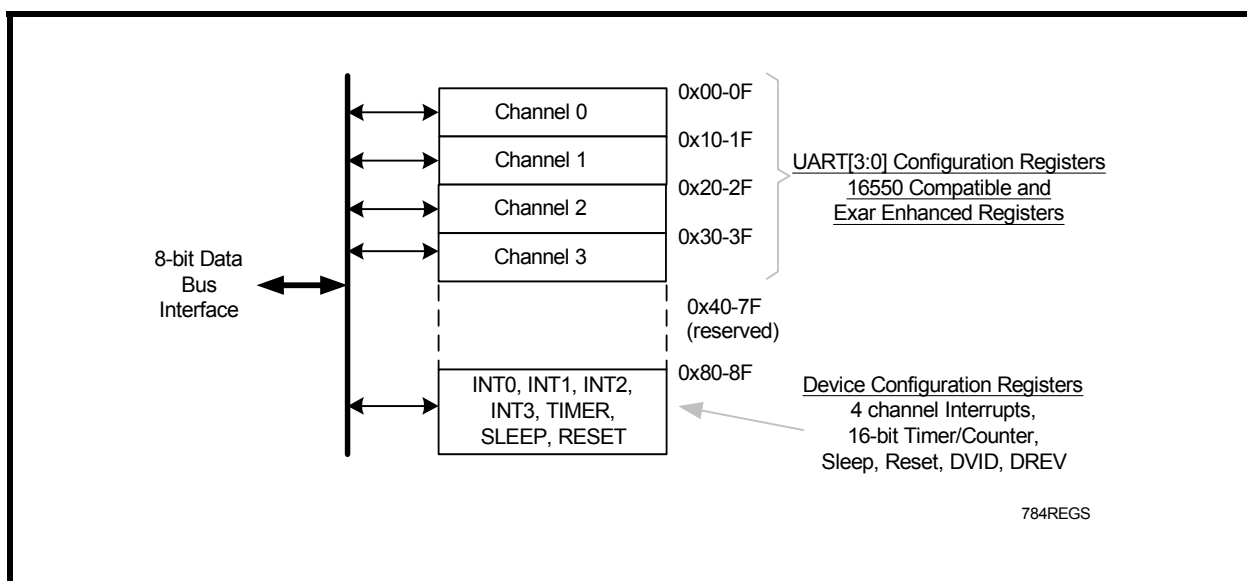 Channel 0
0x00-0F
Channel 1
0x10-1F
Channel 2
0x20-2F
Channel 3
0x30-3F
UART[3:0] Configuration Registers
16550 Compatible and
Exar Enhanced Registers
8-bit Data
Bus
Interface
0x40-7F
(reserved)
INT0, INT1, INT2,
INT3, TIMER,
SLEEP, RESET
0x80-8F
Device Configuration Registers
4 channel Interrupts,
16-bit Timer/Counter,
Sleep, Reset, DVID, DREV
784REGS